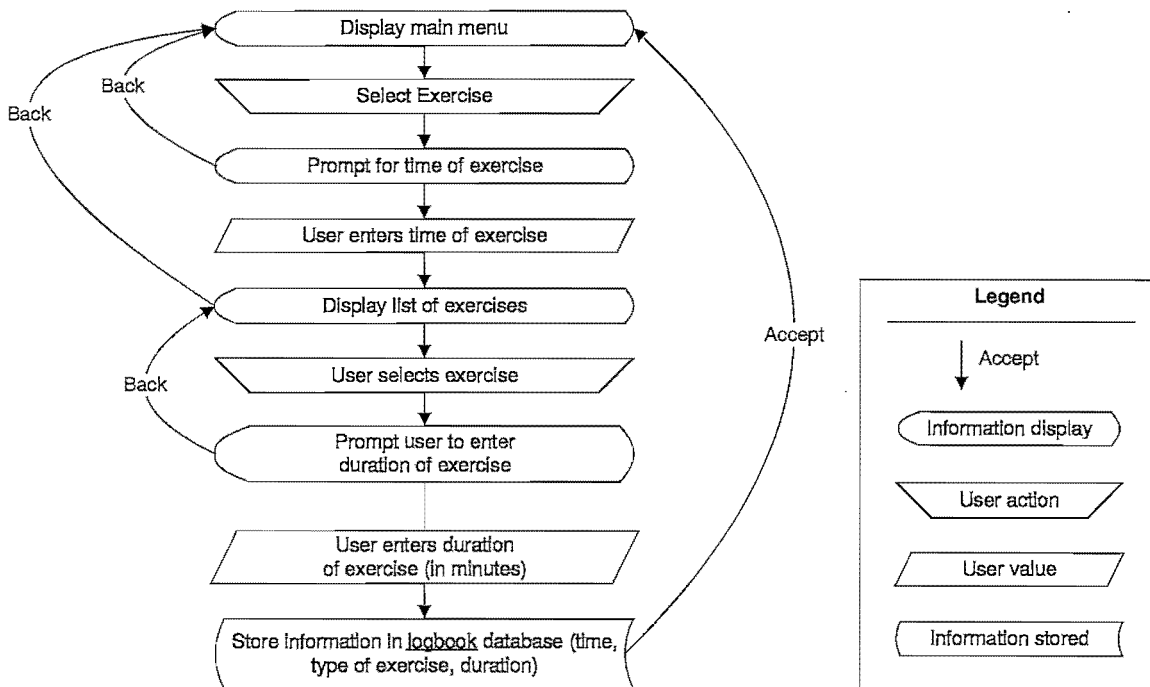 Display main menu
Back
Select Exercise
Back
Prompt for time of exercise
User enters time of exercise
Display list of exercises
Accept
User selects exercise
Back
Prompt user to enter
duration of exercise
User enters duration
of exercise (in minutes)
Store information in logbook database (time,
type of exercise, duration)
Legend
Accept
Information display
User action
User value
Information stored